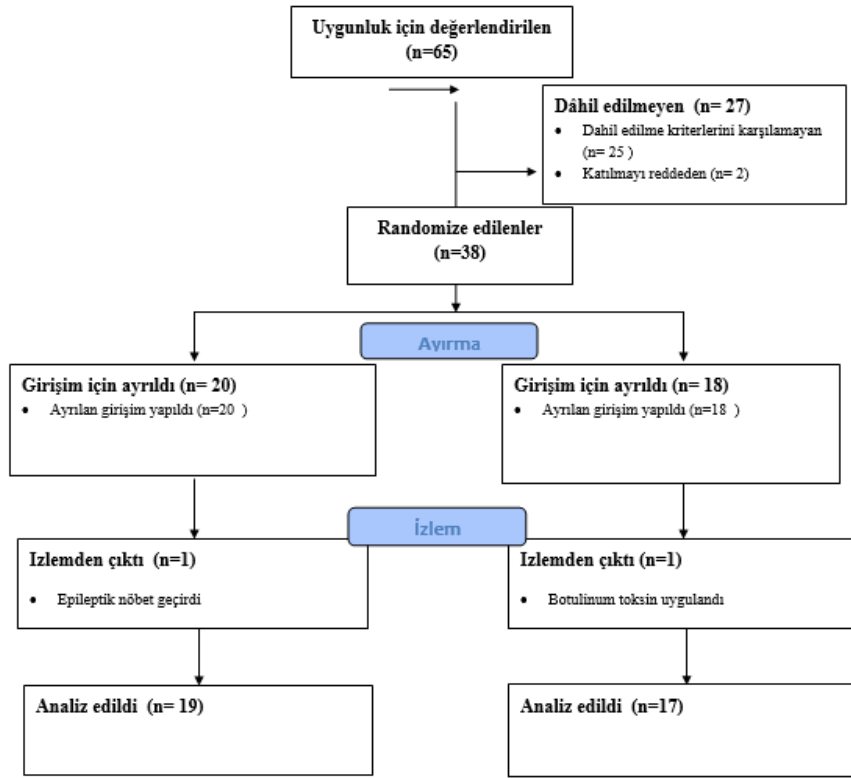 Uygunluk için değerlendirilen
(n=65)
Dâhil edilmeyen (n= 27)
• Dahil edilme kriterlerini karşılamayan
(n= 25 )
• Katılmayı reddeden (n= 2)
Randomize edilenler
(n=38)
Ayırma
Girişim için ayrıldı (n= 20)
• Ayrılan girişim yapıldı (n=20 )
Girişim için ayrıldı (n= 18)
• Ayrılan girişim yapıldı (n=18 )
İzlem
Izlemden çıktı (n=1)
• Epileptik nöbet geçirdi
Izlemden çıktı (n=1)
• Botulinum toksin uygulandı
Analiz edildi (n= 19)
Analiz edildi (n=17)